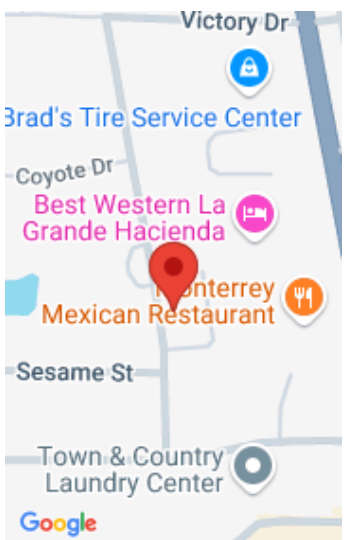 Victory Dr
Brad's Tire Service Center
Coyote Dr
Best Western La
Grande Hacienda
Monterrey
Mexican Restaurant
Sesame St
Town & Country
Laundry Center
Google